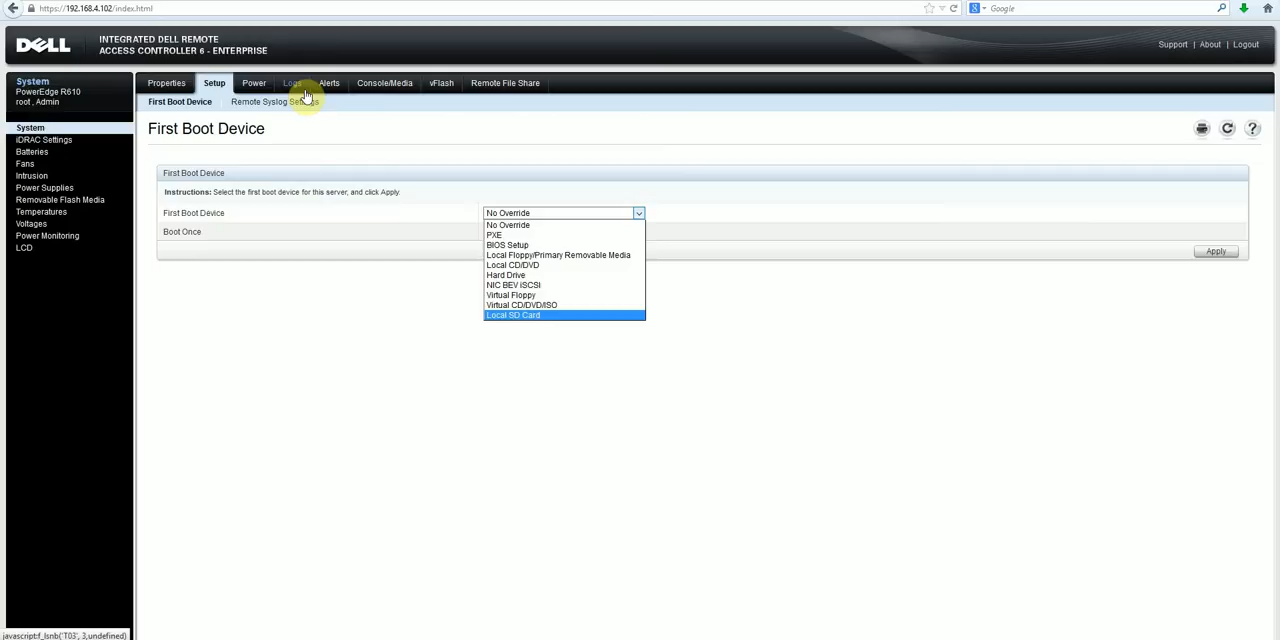 https://192.168.4.102/index.html
Google
DELL
INTEGRATED DELL REMOTE
ACCESS CONTROLLER 6 - ENTERPRISE
Support | About | Logout
System
PowerEdge R610
root , Admin
Properties Setup Power Logs Alerts Console/Media vFlash Remote File Share
First Boot Device Remote Syslog Settings
System
iDRAC Settings
Batteries
Fans
Intrusion
Power Supplies
Removable Flash Media
Temperatures
Voltages
Power Monitoring
LCD
First Boot Device
First Boot Device
Instructions: Select the first boot device for this server, and click Apply.
First Boot Device No Override
Boot Once
No Override
PXE
BIOS Setup
Local Floppy/Primary Removable Media
Local CD/DVD
Hard Drive
NIC BEV iSCSI
Virtual Floppy
Virtual CD/DVD/ISO
Local SD Card
Apply
javascript:f_lsnb('T03', 3,undefined)